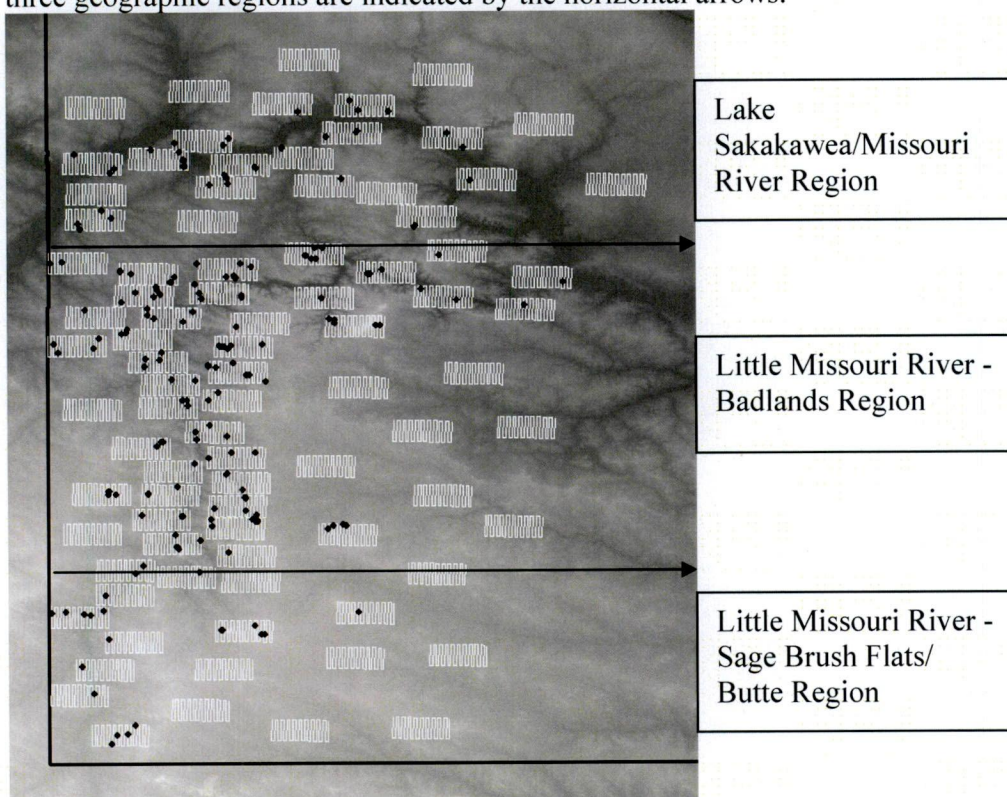 three geographic regions are indicated by the horizontal arrows.
Lake
Sakakawea/Missouri
River Region
Little Missouri River -
Badlands Region
Little Missouri River -
Sage Brush Flats/
Butte Region